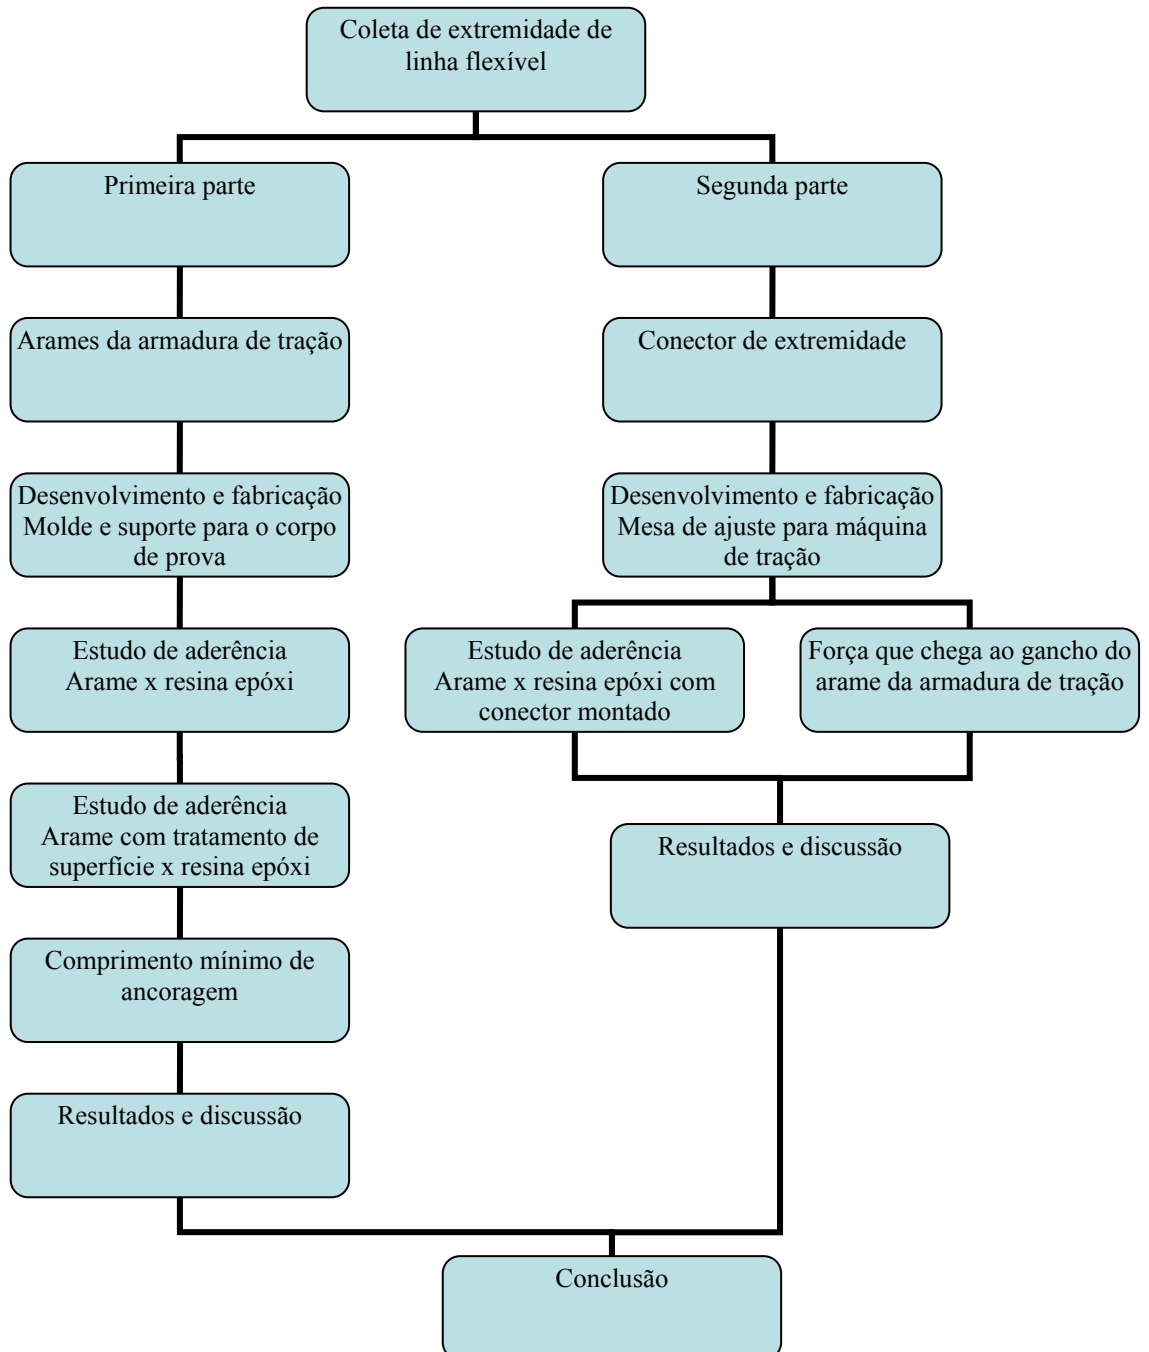 Coleta de extremidade de
linha flexível
Primeira parte
Segunda parte
Arames da armadura de tração
Conector de extremidade
Desenvolvimento e fabricação
Molde e suporte para o corpo
de prova
Desenvolvimento e fabricação
Mesa de ajuste para máquina
de tração
Estudo de aderência
Arame x resina epóxi
Estudo de aderência
Arame x resina epóxi com
conector montado
Força que chega ao gancho do
arame da armadura de tração
Estudo de aderência
Arame com tratamento de
superfície x resina epóxi
Resultados e discussão
Comprimento mínimo de
ancoragem
Resultados e discussão
Conclusão